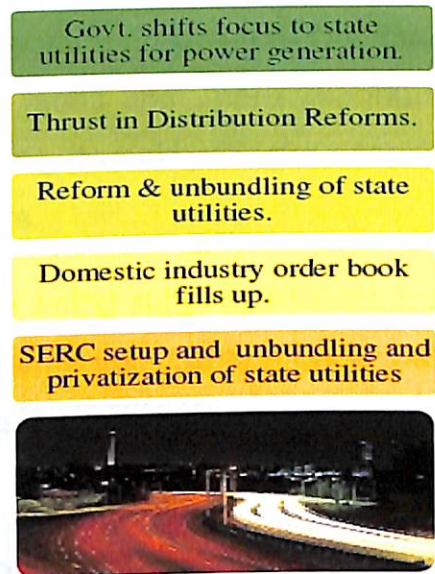 Govt. shifts focus to state
utilities for power generation.
Thrust in Distribution Reforms.
Reform & unbundling of state
utilities.
Domestic industry order book
fills up.
SERC setup and unbundling and
privatization of state utilities